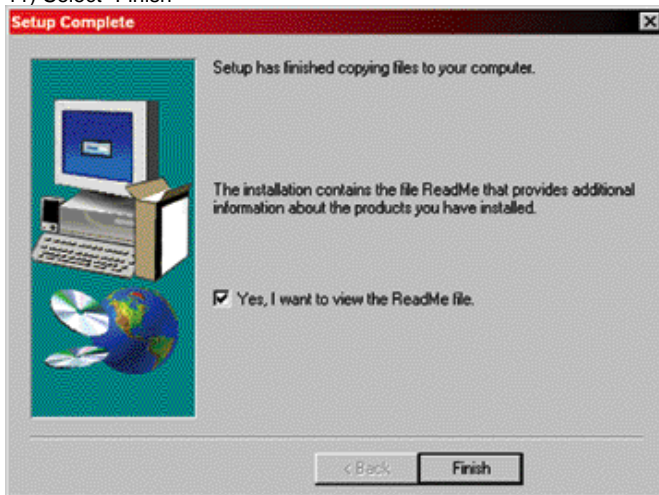 11) Select "Finish"
Setup Complete
Setup has finished copying files to your computer.
The installation contains the file ReadMe that provides additional
information about the products you have installed.
Yes, I want to view the ReadMe file.
< Back
Finish